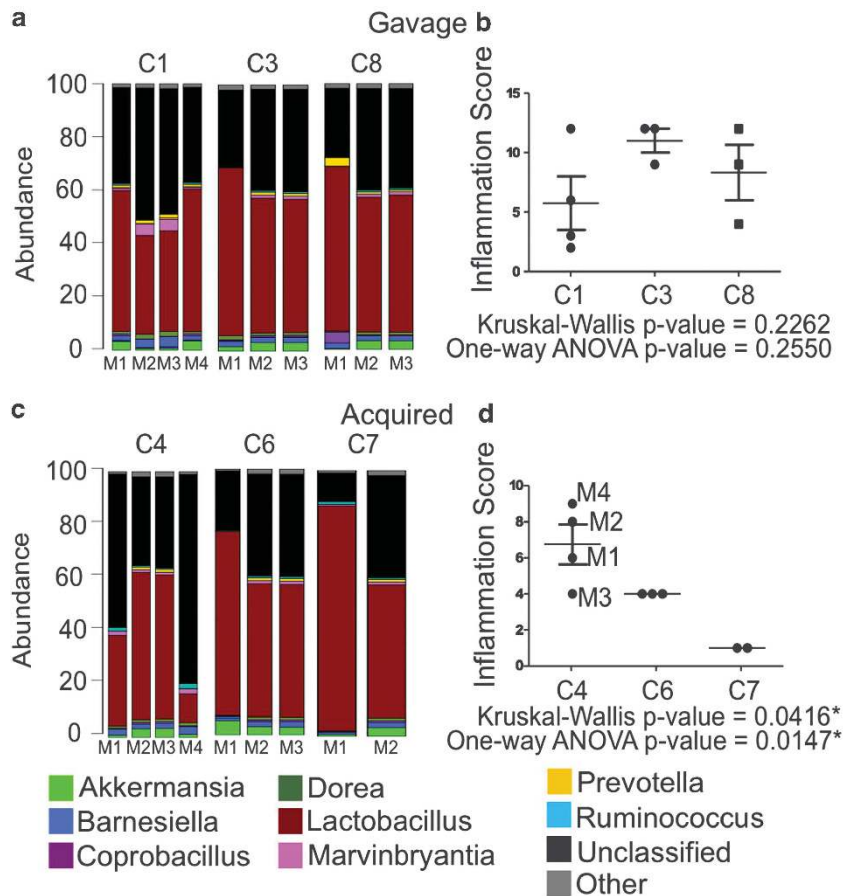 a Gavage b
C1 C3 C8
100
80
60
40
20
0
Abundance
M1 M2 M3 M4 M1 M2 M3 M1 M2 M3
15
10
5
0
Inflammation Score
C1 C3 C8
Kruskal-Wallis p-value = 0.2262
One-way ANOVA p-value = 0.2550
c Acquired d
C4 C6 C7
100
80
60
40
20
0
Abundance
M1 M2 M3 M4 M1 M2 M3 M1 M2
10
8
6
4
2
0
Inflammation Score
M4
M2
M1
M3
C4 C6 C7
Kruskal-Wallis p-value = 0.0416*
One-way ANOVA p-value = 0.0147*
Akkermansia Dorea Prevotella
Barnesiella Lactobacillus Ruminococcus
Coprobacillus Marvinbryantia Unclassified
Other